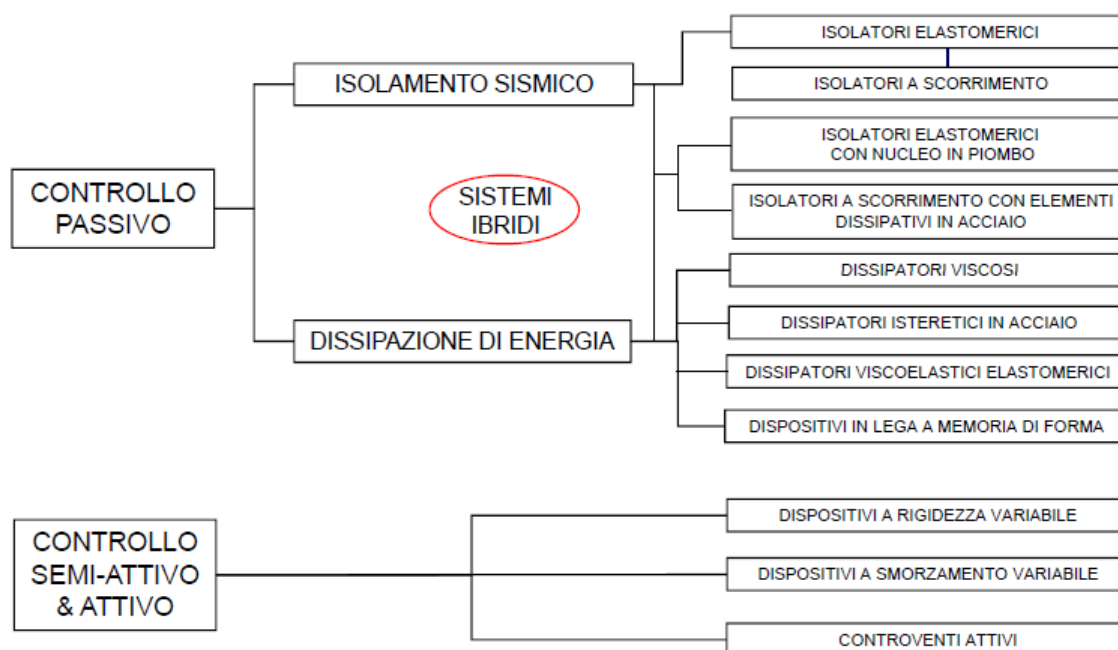 CONTROLLO
PASSIVO
ISOLAMENTO SISMICO
SISTEMI
IBRIDI
DISSIPAZIONE DI ENERGIA
ISOLATORI ELASTOMERICI
ISOLATORI A SCORRIMENTO
ISOLATORI ELASTOMERICI
CON NUCLEO IN PIOMBO
ISOLATORI A SCORRIMENTO CON ELEMENTI
DISSIPATIVI IN ACCIAIO
DISSIPATORI VISCOSI
DISSIPATORI ISTERETICI IN ACCIAIO
DISSIPATORI VISCOELASTICI ELASTOMERICI
DISPOSITIVI IN LEGA A MEMORIA DI FORMA
CONTROLLO
SEMI-ATTIVO
& ATTIVO
DISPOSITIVI A RIGIDEZZA VARIABILE
DISPOSITIVI A SMORZAMENTO VARIABILE
CONTROVENTI ATTIVI